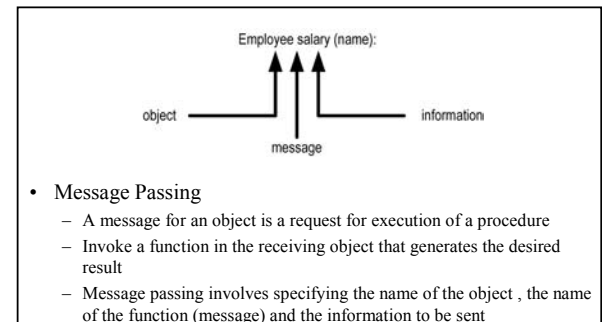 Employee salary (name):
object
information
message
• Message Passing
– A message for an object is a request for execution of a procedure
– Invoke a function in the receiving object that generates the desired
result
– Message passing involves specifying the name of the object , the name
of the function (message) and the information to be sent